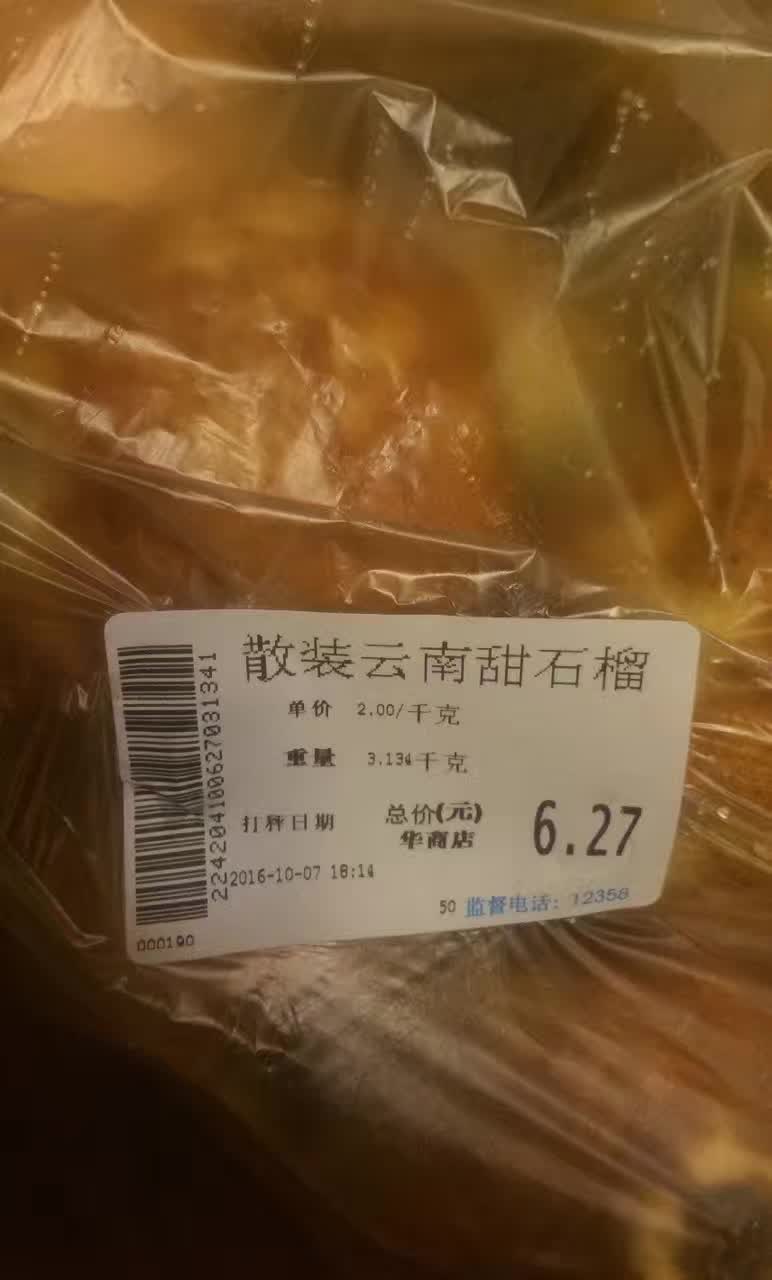 散装云南甜石榴
单价 2.00/千克
重量 3.134千克
打秤日期 总价(元) 6.27
华商店
2016-10-07 18:14
50 监督电话: 12358
224204100627031341
000190